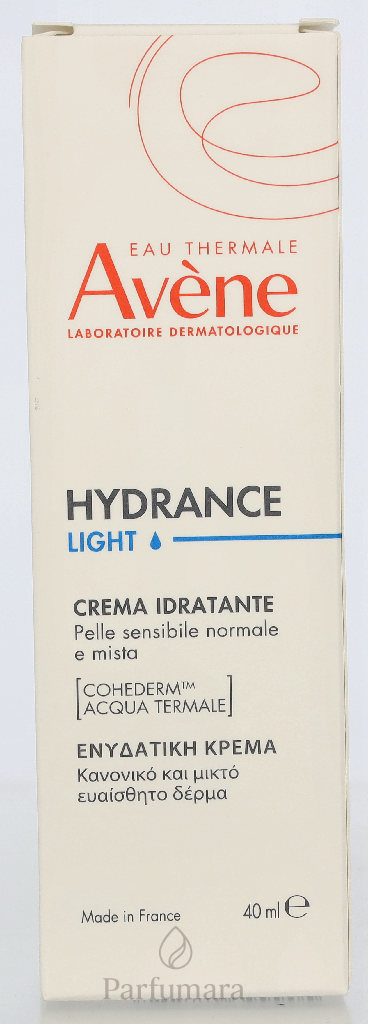 EAU THERMALE
Avène
LABORATOIRE DERMATOLOGIQUE
HYDRANCE
LIGHT
CREMA IDRATANTE
Pelle sensibile normale
e mista
[COHEDERM™
ACQUA TERMALE]
ΕΝΥΔΑΤΙΚΗ ΚΡΕΜΑ
Κανονικό και μικτό
ευαίσθητο δέρμα
Made in France 40 ml ℮
Parfumara